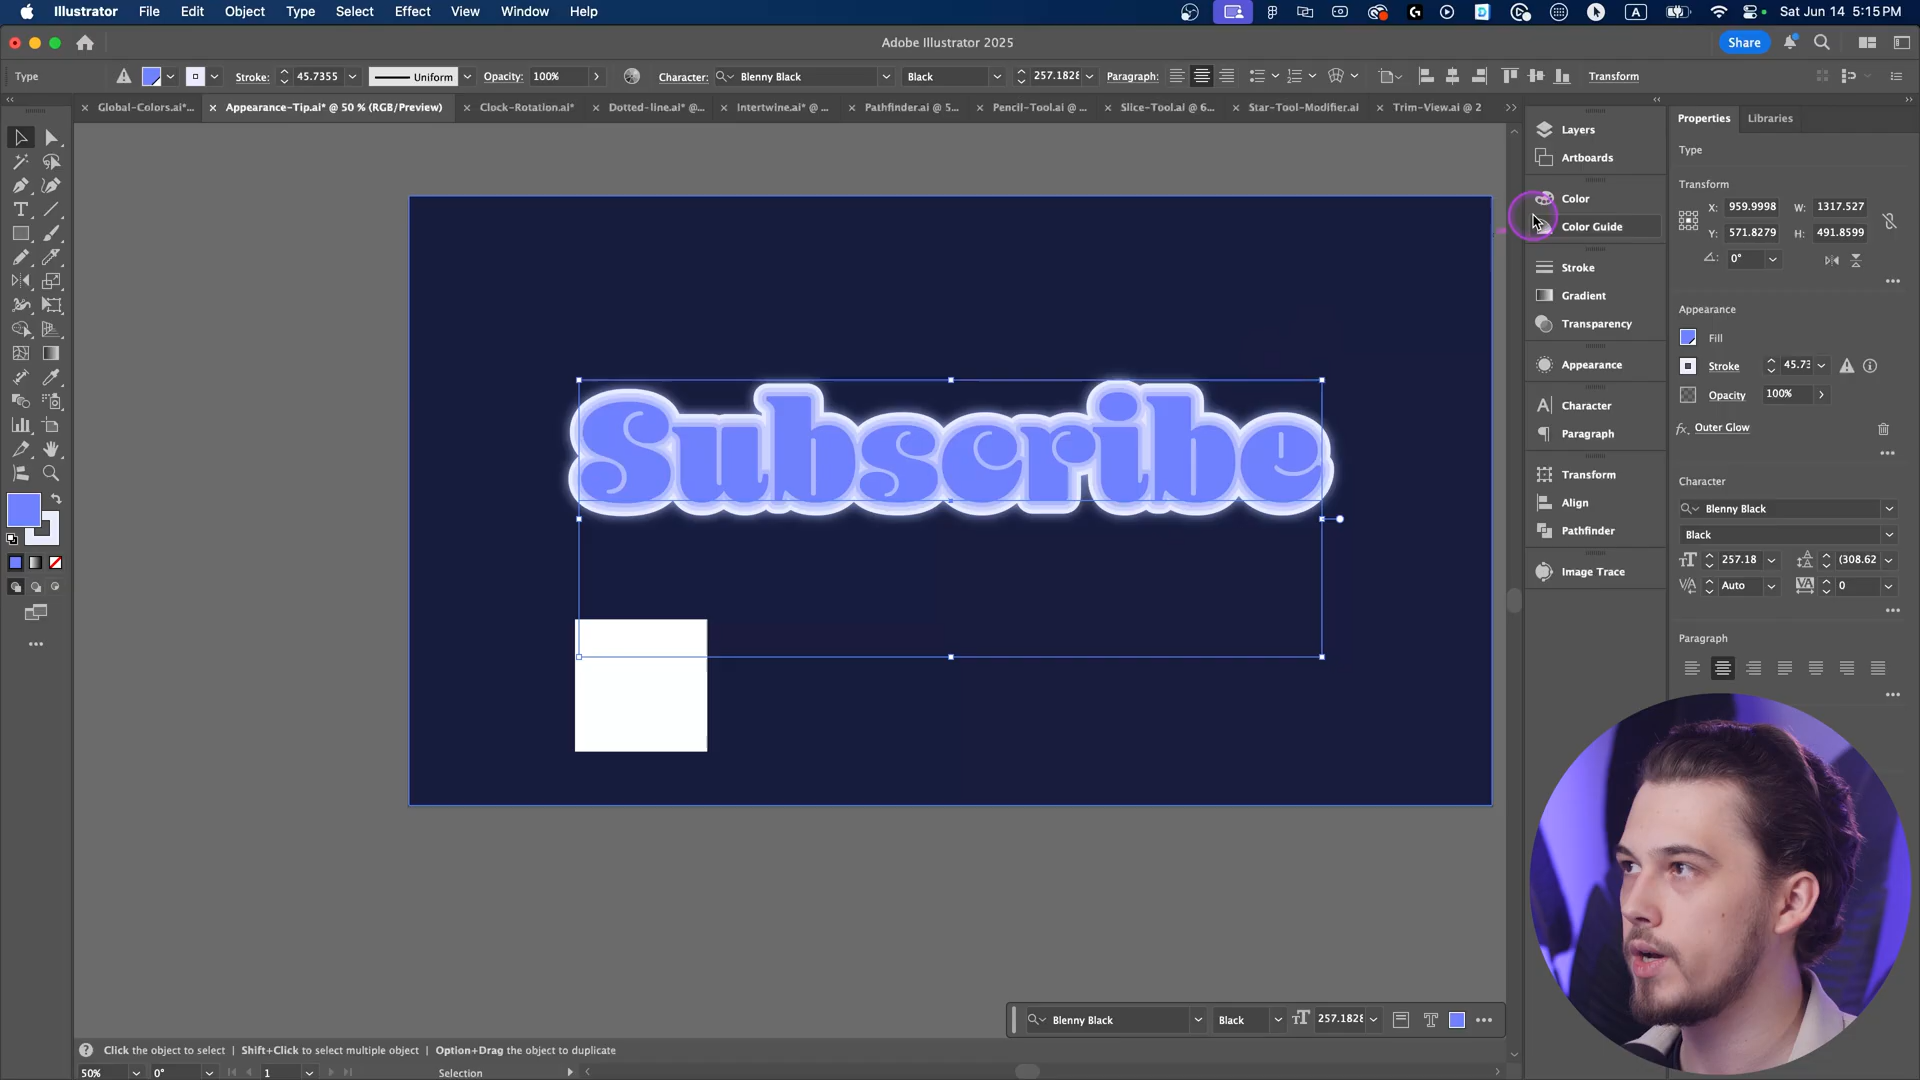 Illustrator File Edit Object Type Select Effect View Window Help
Sat Jun 14 5:15 PM
Adobe Illustrator 2025
Share
Type
Stroke: 45.7355
Uniform
Opacity: 100%
Character: Blenny Black
Black
257.1828
Paragraph:
Transform
Global-Colors.ai*...
Appearance-Tip.ai* @ 50 % (RGB/Preview)
Clock-Rotation.ai*
Dotted-line.ai* @...
Intertwine.ai* @ ...
Pathfinder.ai @ 5...
Pencil-Tool.ai @ ...
Slice-Tool.ai @ 6...
Star-Tool-Modifier.ai
Trim-View.ai @ 2
Layers
Artboards
Color
Color Guide
Stroke
Gradient
Transparency
Appearance
Character
Paragraph
Transform
Align
Pathfinder
Image Trace
Properties
Libraries
Type
Transform
X: 959.9998 W: 1317.527
Y: 571.8279 H: 491.8599
0°
Appearance
Fill
Stroke 45.73
Opacity 100%
fx Outer Glow
Character
Blenny Black
Black
257.18 (308.62
Auto 0
Paragraph
Subscribe
Blenny Black
Black
257.1828
Click the object to select | Shift+Click to select multiple object | Option+Drag the object to duplicate
50% 0° 1 Selection